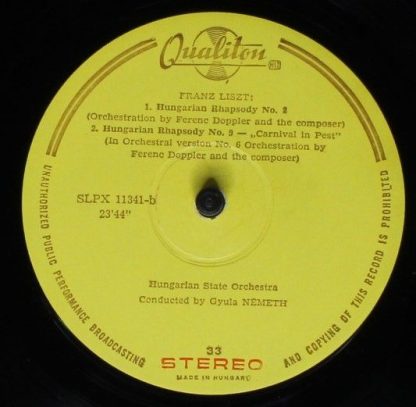 Qualiton
FRANZ LISZT:
1. Hungarian Rhapsody No. 2
(Orchestration by Ferenc Doppler and the composer)
2. Hungarian Rhapsody No. 9 — „Carnival in Pest"
(In Orchestral version No. 6 Orchestration by
Ferenc Doppler and the composer)
SLPX 11341-b
23'44"
Hungarian State Orchestra
Conducted by Gyula NÉMETH
33
STEREO
MADE IN HUNGARY
UNAUTHORIZED PUBLIC PERFORMANCE BROADCASTING AND COPYING OF THIS RECORD IS PROHIBITED